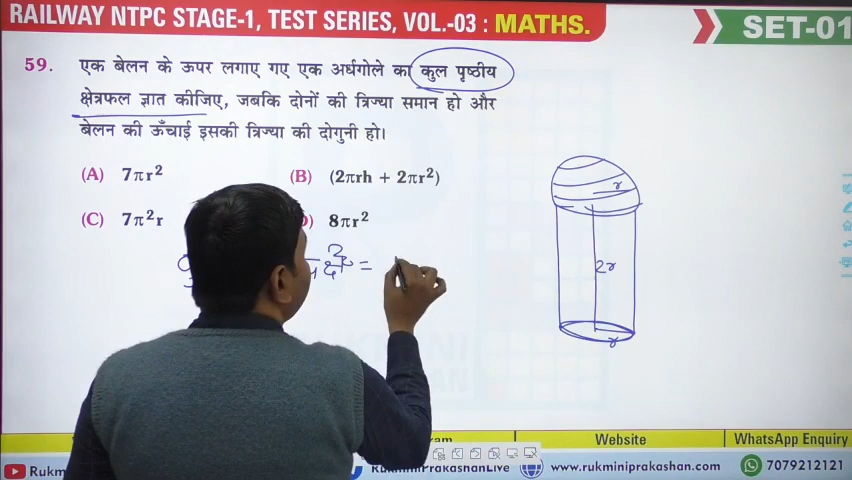 RAILWAY NTPC STAGE-1, TEST SERIES, VOL.-03 : MATHS.
SET-01
59. एक बेलन के ऊपर लगाए गए एक अर्धगोले का कुल पृष्ठीय
क्षेत्रफल ज्ञात कीजिए, जबकि दोनों की त्रिज्या समान हो और
बेलन की ऊँचाई इसकी त्रिज्या की दोगुनी हो।
(A) 7πr²
(B) (2πrh + 2πr²)
(C) 7π²r
8πr²
=
r
2r
r
Website
WhatsApp Enquiry
RukminiPrakashanLive
www.rukminiprakashan.com
7079212121